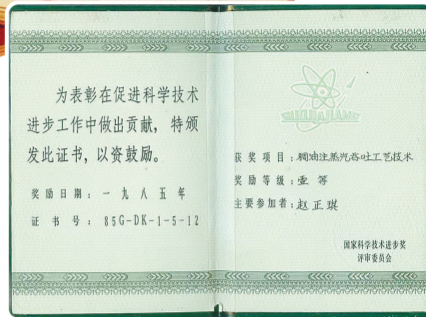 为表彰在促进科学技术
进步工作中做出贡献，特颁
发此证书，以资鼓励。
奖励日期：一九八五年
证书号：85G-DK-1-5-12
获奖项目：稠油注蒸汽吞吐工艺技术
奖励等级：壹等
主要参加者：赵正琪
国家科学技术进步奖
评审委员会